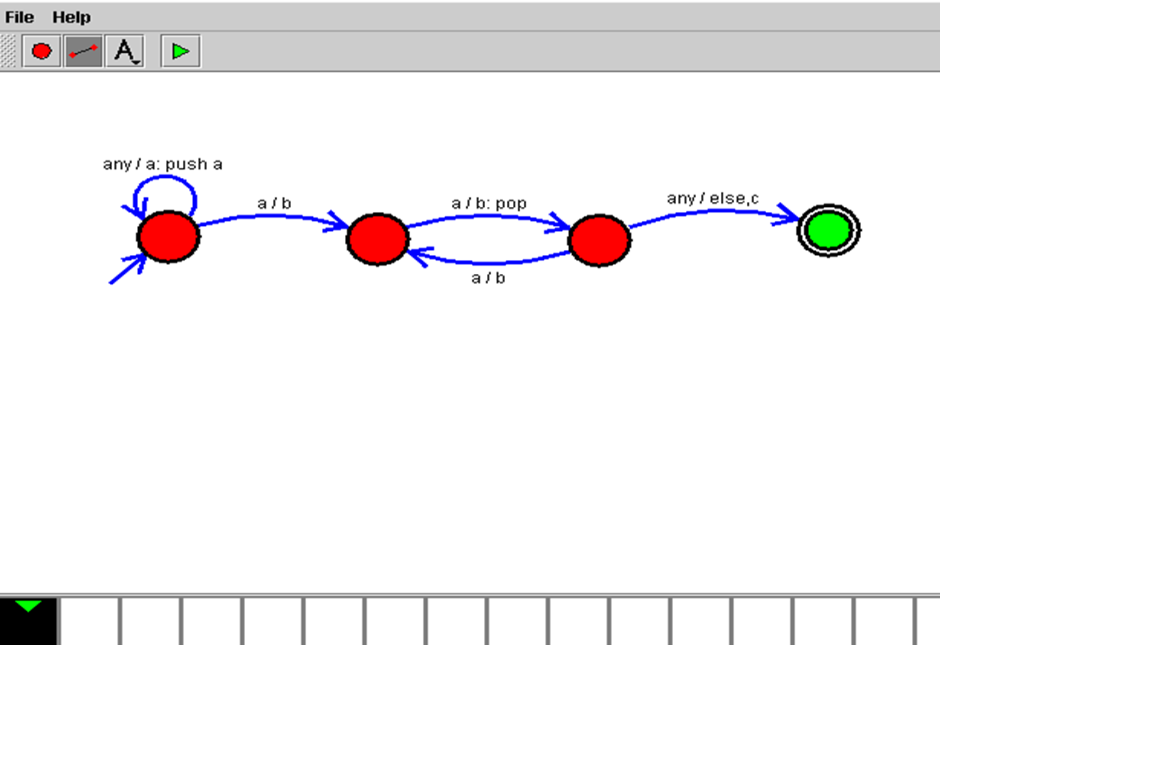 File Help
A
any / a: push a
a / b
a / b: pop
any / else,c
a / b